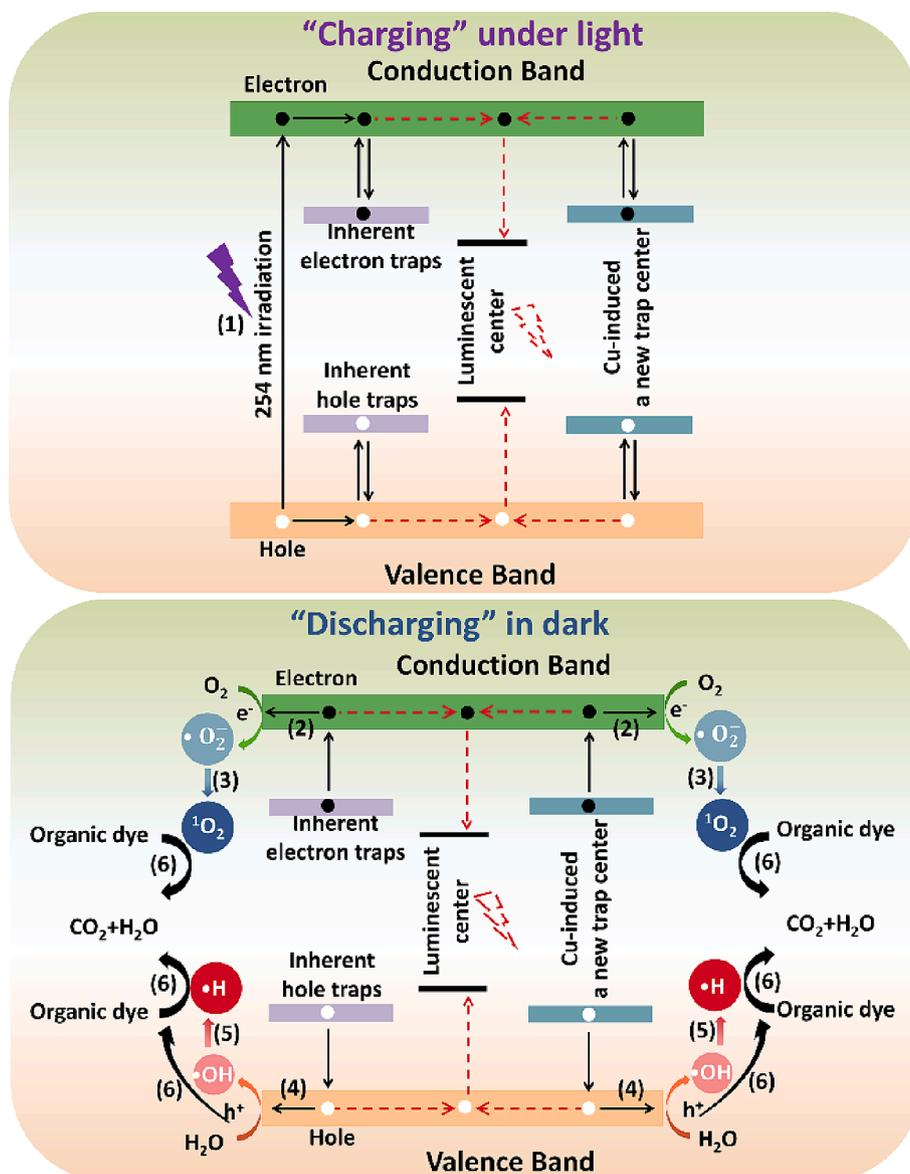 “Charging” under light
Conduction Band
Electron
Inherent
electron traps
(1)
254 nm irradiation
Luminescent
center
Cu-induced
a new trap center
Inherent
hole traps
Hole
Valence Band
“Discharging” in dark
Conduction Band
O₂
Electron
O₂
e⁻
(2)
(2)
e⁻
• O₂⁻
• O₂⁻
(3)
(3)
¹O₂
¹O₂
Organic dye
Inherent
electron traps
Organic dye
(6)
(6)
Luminescent
center
Cu-induced
a new trap center
CO₂+H₂O
CO₂+H₂O
Inherent
hole traps
(6)
•H
•H
(6)
Organic dye
Organic dye
(5)
(5)
•OH
•OH
(6)
(4)
(4)
(6)
h⁺
h⁺
H₂O
Hole
H₂O
Valence Band